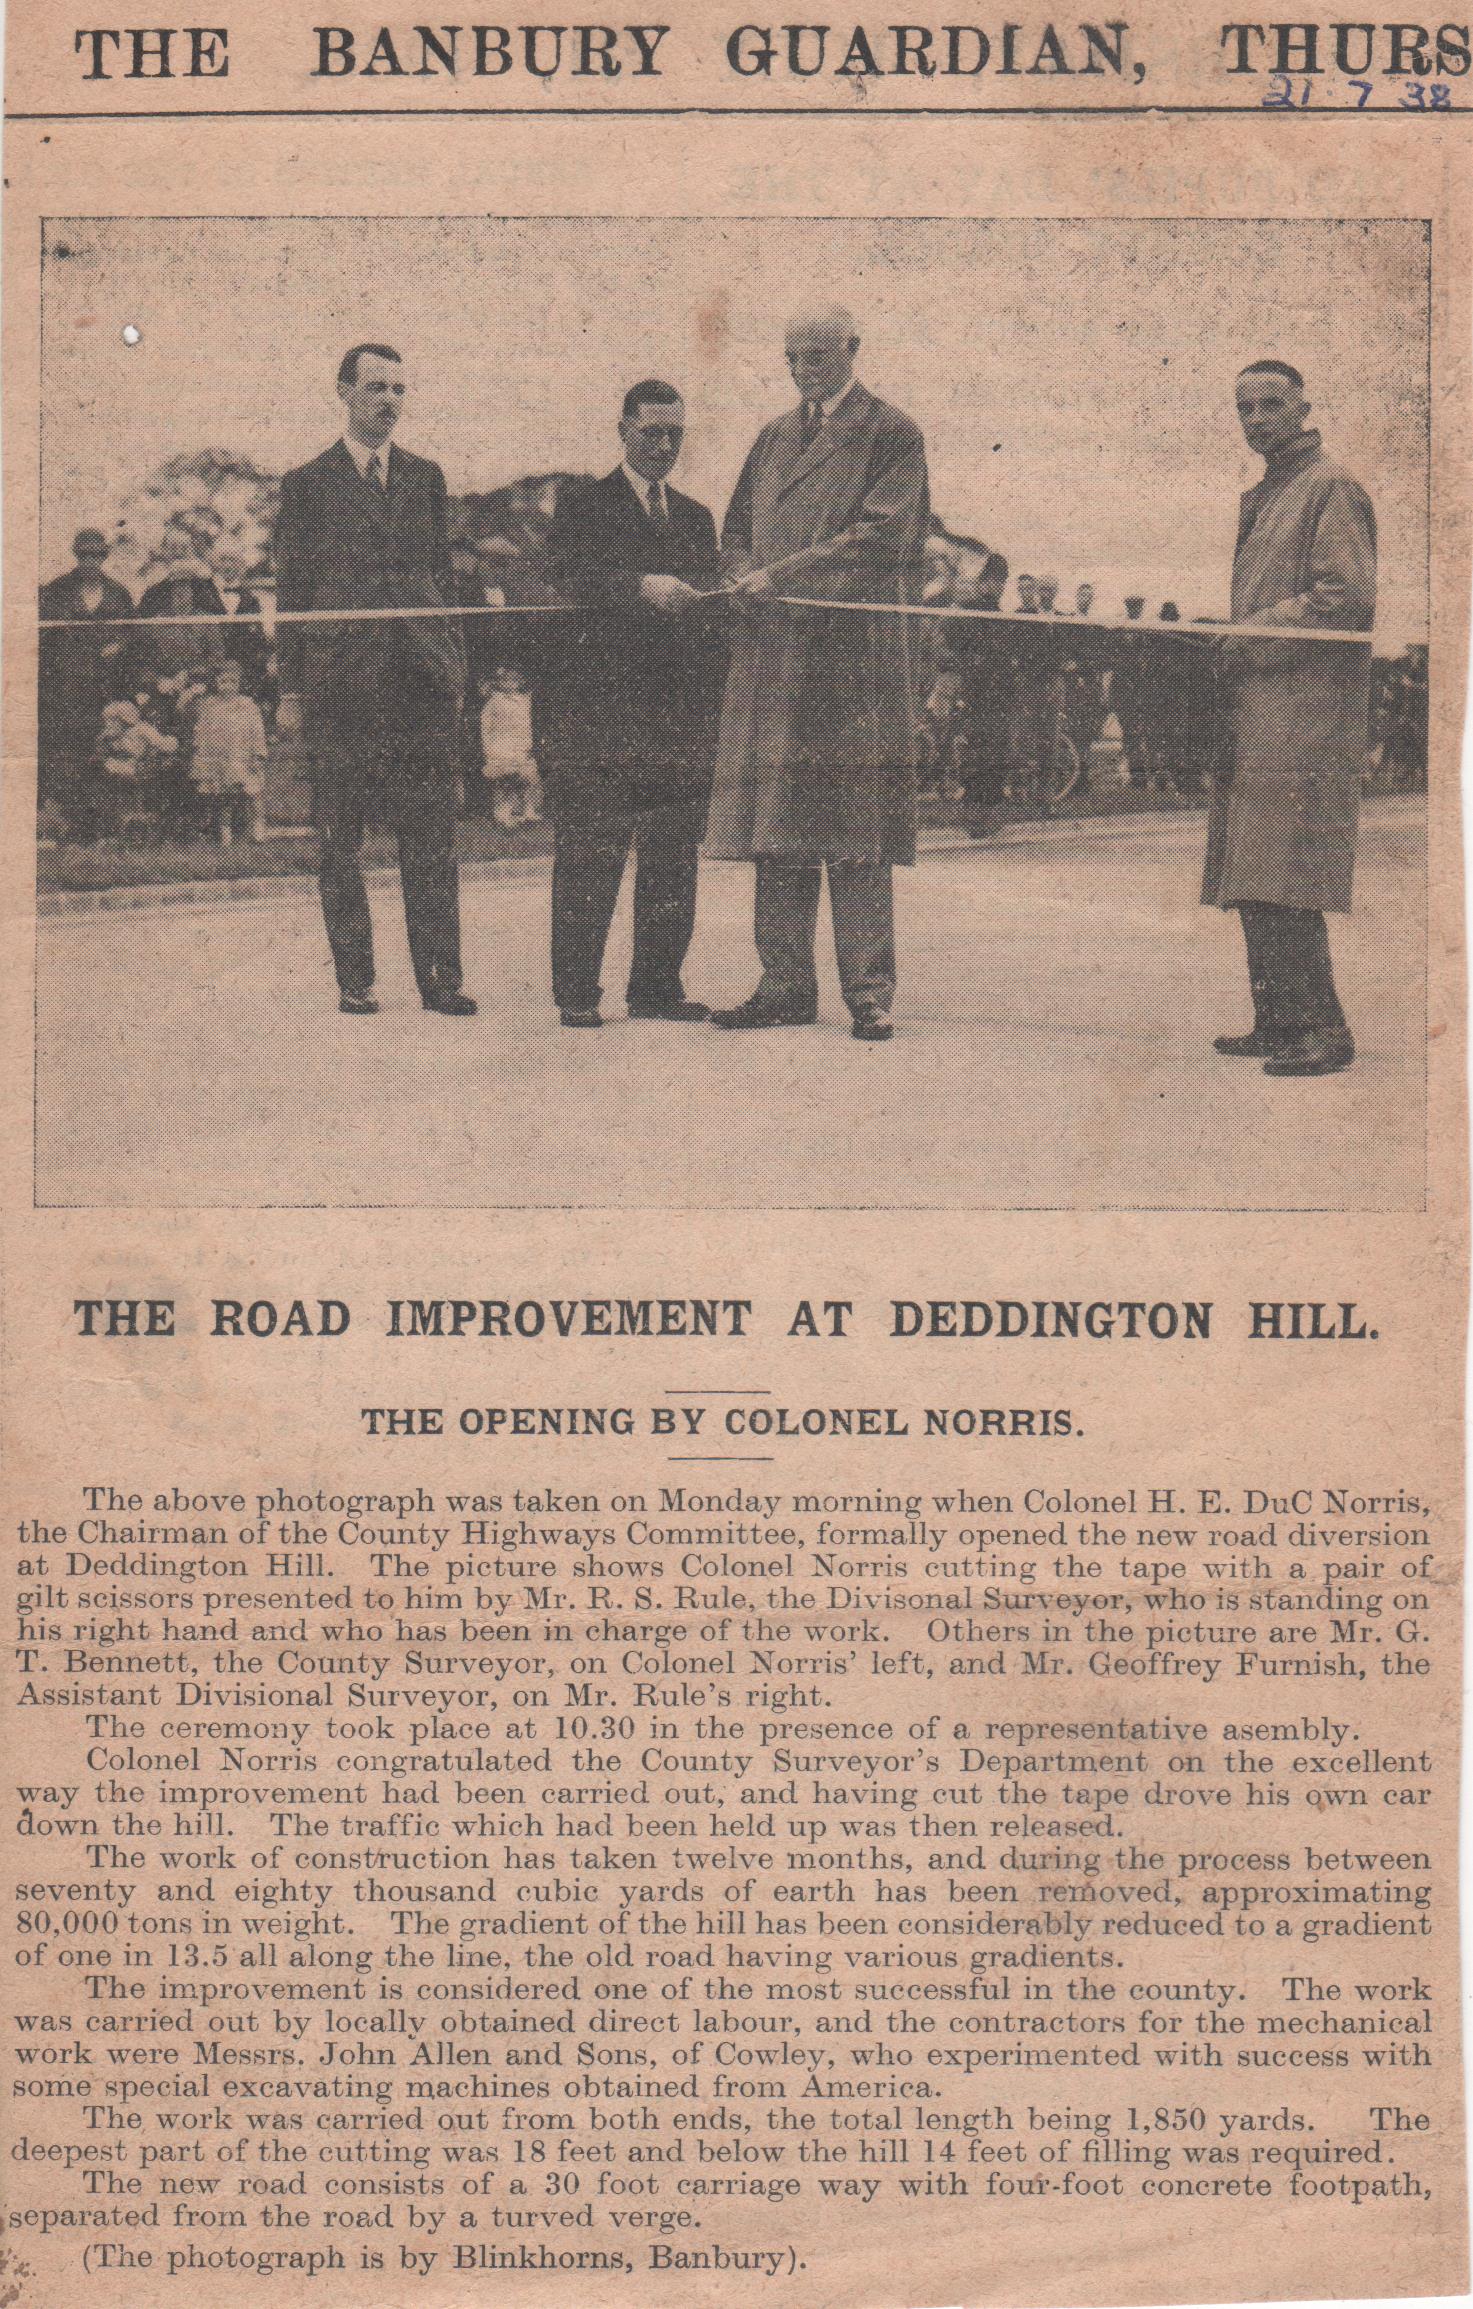 THE BANBURY GUARDIAN, THURS
21.7 38
THE ROAD IMPROVEMENT AT DEDDINGTON HILL.
THE OPENING BY COLONEL NORRIS.
The above photograph was taken on Monday morning when Colonel H. E. DuC Norris,
the Chairman of the County Highways Committee, formally opened the new road diversion
at Deddington Hill. The picture shows Colonel Norris cutting the tape with a pair of
gilt scissors presented to him by Mr. R. S. Rule, the Divisonal Surveyor, who is standing on
his right hand and who has been in charge of the work. Others in the picture are Mr. G.
T. Bennett, the County Surveyor, on Colonel Norris' left, and Mr. Geoffrey Furnish, the
Assistant Divisional Surveyor, on Mr. Rule's right.
The ceremony took place at 10.30 in the presence of a representative asembly.
Colonel Norris congratulated the County Surveyor's Department on the excellent
way the improvement had been carried out, and having cut the tape drove his own car
down the hill. The traffic which had been held up was then released.
The work of construction has taken twelve months, and during the process between
seventy and eighty thousand cubic yards of earth has been removed, approximating
80,000 tons in weight. The gradient of the hill has been considerably reduced to a gradient
of one in 13.5 all along the line, the old road having various gradients.
The improvement is considered one of the most successful in the county. The work
was carried out by locally obtained direct labour, and the contractors for the mechanical
work were Messrs. John Allen and Sons, of Cowley, who experimented with success with
some special excavating machines obtained from America.
The work was carried out from both ends, the total length being 1,850 yards. The
deepest part of the cutting was 18 feet and below the hill 14 feet of filling was required.
The new road consists of a 30 foot carriage way with four-foot concrete footpath,
separated from the road by a turved verge.
(The photograph is by Blinkhorns, Banbury).